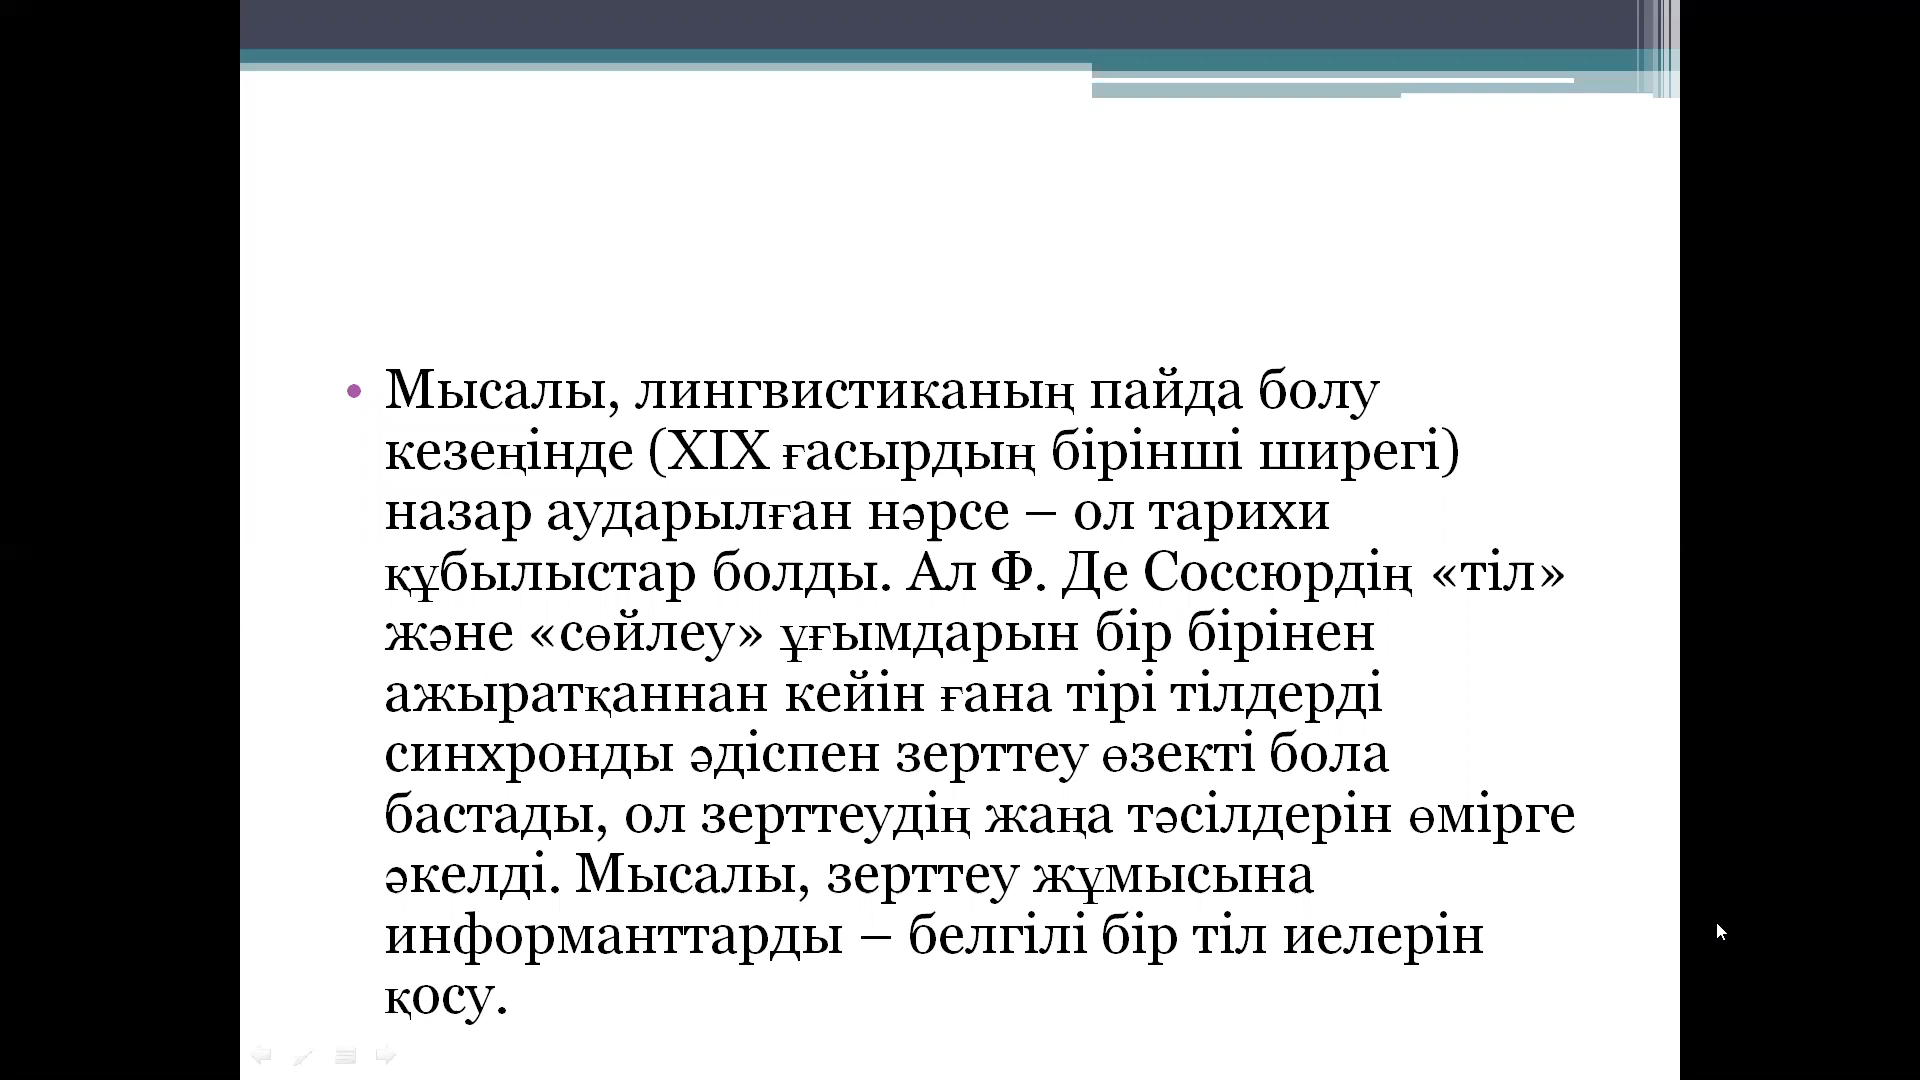 • Мысалы, лингвистиканың пайда болу
кезеңінде (XIX ғасырдың бірінші ширегі)
назар аударылған нәрсе – ол тарихи
құбылыстар болды. Ал Ф. Де Соссюрдің «тіл»
және «сөйлеу» ұғымдарын бір бірінен
ажыратқаннан кейін ғана тірі тілдерді
синхронды әдіспен зерттеу өзекті бола
бастады, ол зерттеудің жаңа тәсілдерін өмірге
әкелді. Мысалы, зерттеу жұмысына
информанттарды – белгілі бір тіл иелерін
қосу.